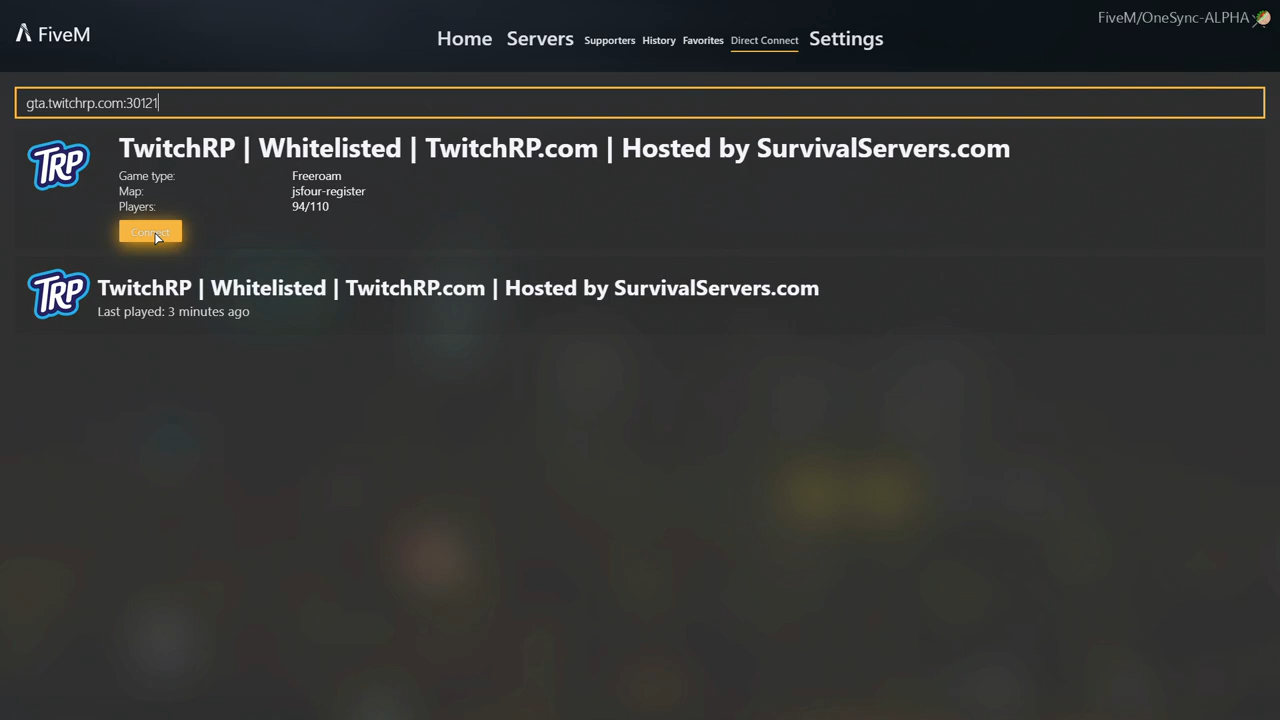 FiveM
Home Servers Supporters History Favorites Direct Connect Settings
FiveM/OneSync-ALPHA
gta.twitchrp.com:30121
TRP
TwitchRP | Whitelisted | TwitchRP.com | Hosted by SurvivalServers.com
Game type: Freeroam
Map: jsfour-register
Players: 94/110
Connect
TRP
TwitchRP | Whitelisted | TwitchRP.com | Hosted by SurvivalServers.com
Last played: 3 minutes ago